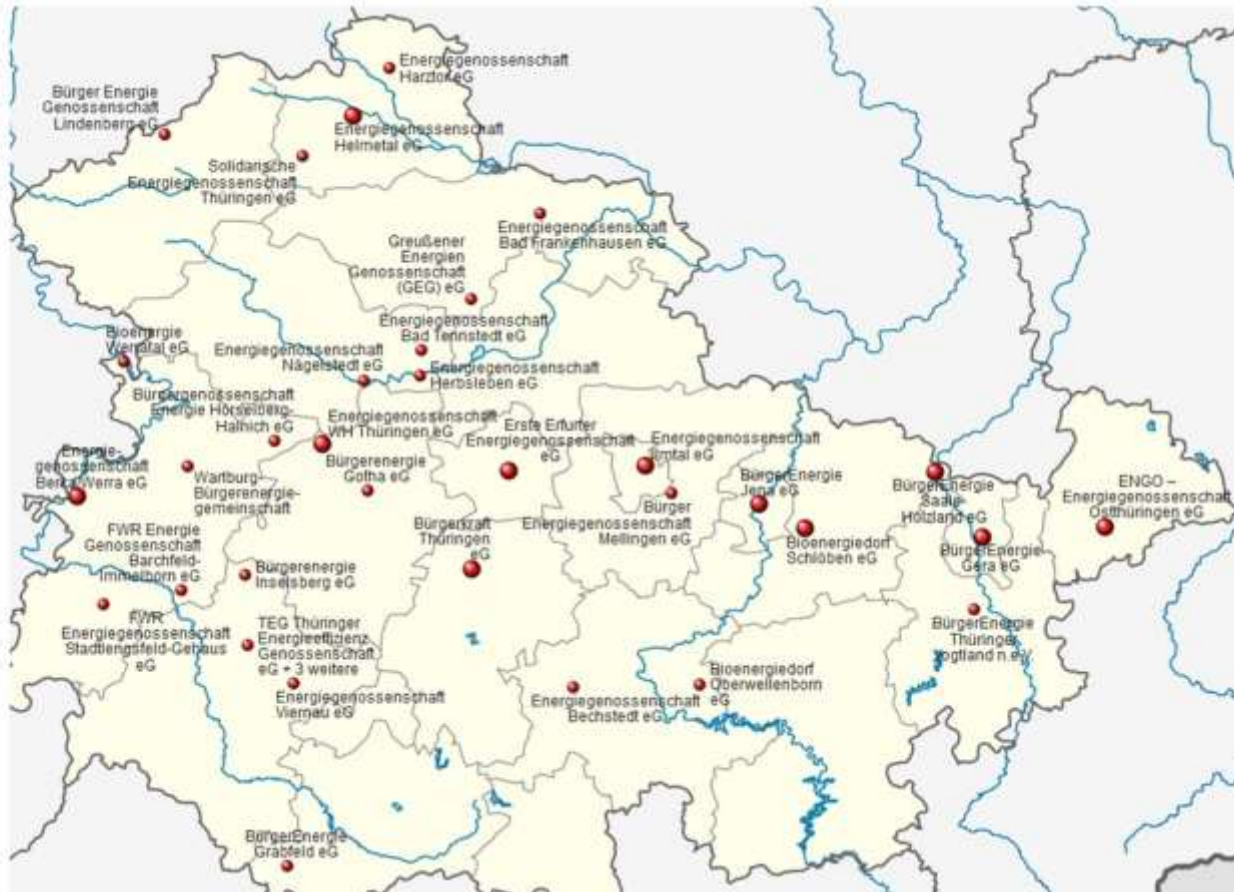 Energiegenossenschaft
Harztor eG
Bürger Energie
Genossenschaft
Lindenberg eG
Energiegenossenschaft
Helmetal eG
Solidarische
Energiegenossenschaft
Thüringen eG
Energiegenossenschaft
Bad Frankenhausen eG
Greußener
Energien
Genossenschaft
(GEG) eG
Energiegenossenschaft
Bad Tennstedt eG
Bioenergie
Werratal eG
Energiegenossenschaft
Nägelstedt eG
Energiegenossenschaft
Herbsleben eG
Bürgergenossenschaft
Energie Hörselberg-
Hainich eG
Energiegenossenschaft
WH Thüringen eG
Erste Erfurter
Energiegenossenschaft
eG
Energiegenossenschaft
Ilmtal eG
Energie-
genossenschaft
Berka/Werra eG
Wartburg-
Bürgerenergie-
gemeinschaft
Bürgerenergie
Gotha eG
Bürger
Energiegenossenschaft
Mellingen eG
BürgerEnergie
Jena eG
BürgerEnergie
Saale-
Holzland eG
ENGO –
Energiegenossenschaft
Ostthüringen eG
FWR Energie
Genossenschaft
Barchfeld-
Immelborn eG
Bürgerkraft
Thüringen
eG
Bioenergiedorf
Schlöben eG
BürgerEnergie
Gera eG
Bürgerenergie
Inselsberg eG
FWR
Energiegenossenschaft
Stadtlengsfeld-Gehaus
eG
TEG Thüringer
Energieeffizienz
Genossenschaft
eG + 3 weitere
BürgerEnergie
Thüringer
Vogtland n.e.V.
Energiegenossenschaft
Viernau eG
Energiegenossenschaft
Bechstedt eG
Bioenergiedorf
Oberwellenborn
eG
BürgerEnergie
Grabfeld eG